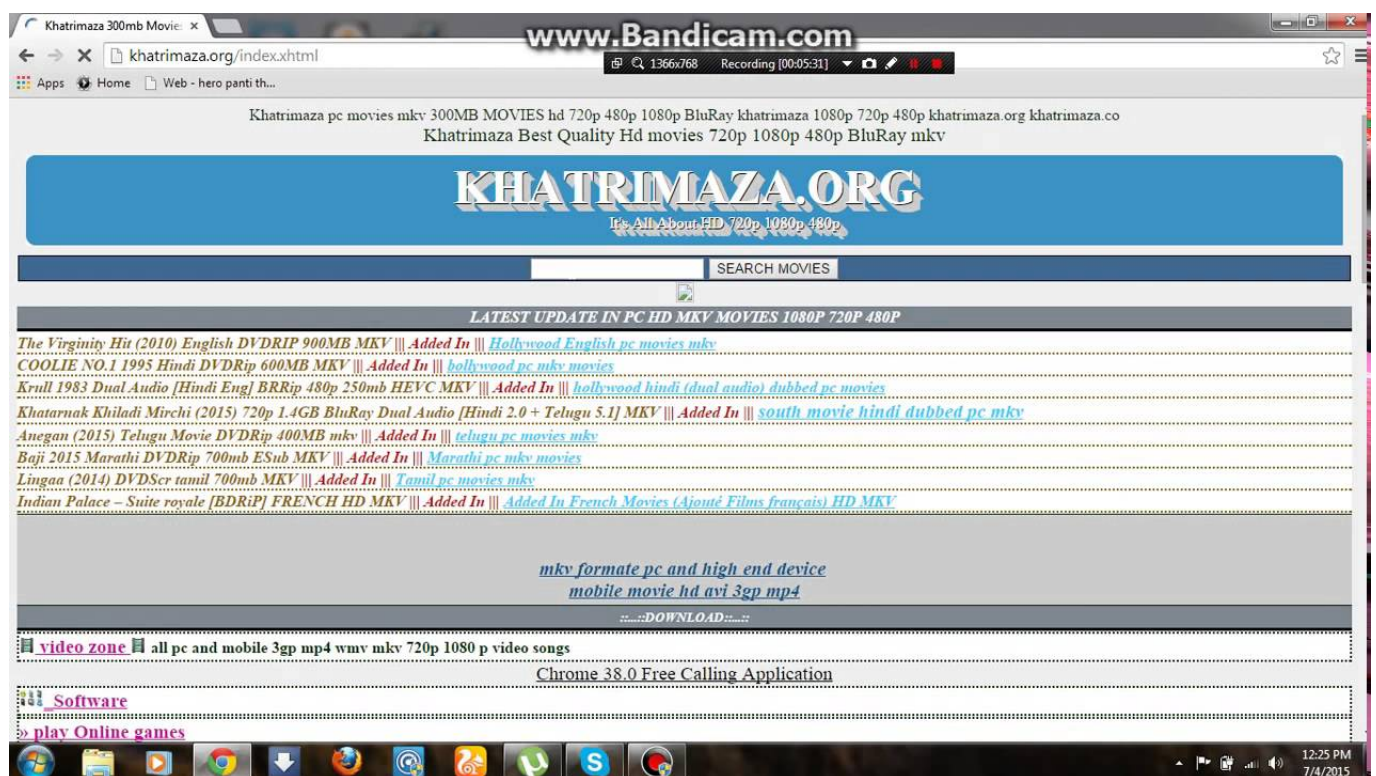 Khatrimaza 300mb Movie
www.Bandicam.com
khatrimaza.org/index.xhtml
1366x768 Recording [00:05:31]
Apps Home Web - hero panti th...
Khatrimaza pc movies mkv 300MB MOVIES hd 720p 480p 1080p BluRay khatrimaza 1080p 720p 480p khatrimaza.org khatrimaza.co
Khatrimaza Best Quality Hd movies 720p 1080p 480p BluRay mkv
KHATRIMAZA.ORG
It's All About HD 720p 1080p 480p
SEARCH MOVIES
LATEST UPDATE IN PC HD MKV MOVIES 1080P 720P 480P
The Virginity Hit (2010) English DVDRIP 900MB MKV ||| Added In ||| Hollywood English pc movies mkv
COOLIE NO.1 1995 Hindi DVDRip 600MB MKV ||| Added In ||| bollywood pc mkv movies
Krull 1983 Dual Audio [Hindi Eng] BRRip 480p 250mb HEVC MKV ||| Added In ||| hollywood hindi (dual audio) dubbed pc movies
Khatarnak Khiladi Mirchi (2015) 720p 1.4GB BluRay Dual Audio [Hindi 2.0 + Telugu 5.1] MKV ||| Added In ||| south movie hindi dubbed pc mkv
Anegan (2015) Telugu Movie DVDRip 400MB mkv ||| Added In ||| telugu pc movies mkv
Baji 2015 Marathi DVDRip 700mb ESub MKV ||| Added In ||| Marathi pc mkv movies
Lingaa (2014) DVDScr tamil 700mb MKV ||| Added In ||| Tamil pc movies mkv
Indian Palace – Suite royale [BDRiP] FRENCH HD MKV ||| Added In ||| Added In French Movies (Ajouté Films français) HD MKV
mkv formate pc and high end device
mobile movie hd avi 3gp mp4
::...::DOWNLOAD::...::
video zone all pc and mobile 3gp mp4 wmv mkv 720p 1080 p video songs
Chrome 38.0 Free Calling Application
Software
» play Online games
12:25 PM
7/4/2015